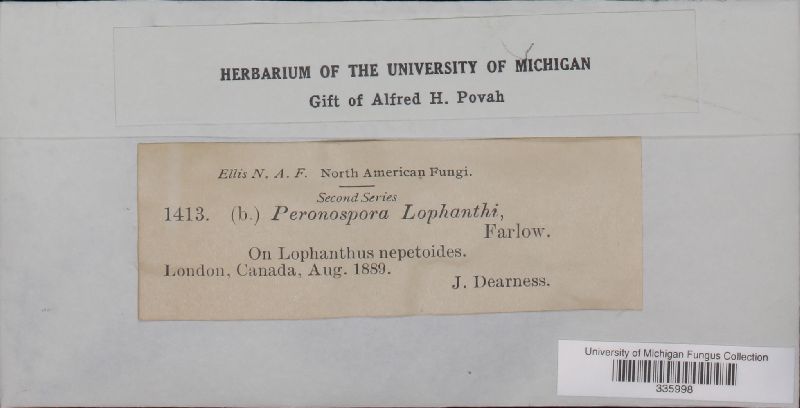 HERBARIUM OF THE UNIVERSITY OF MICHIGAN
Gift of Alfred H. Povah
Ellis N. A. F. North American Fungi.
Second Series
1413. (b.) Peronospora Lophanthi,
Farlow.
On Lophanthus nepetoides.
London, Canada, Aug. 1889.
J. Dearness.
University of Michigan Fungus Collection
335998